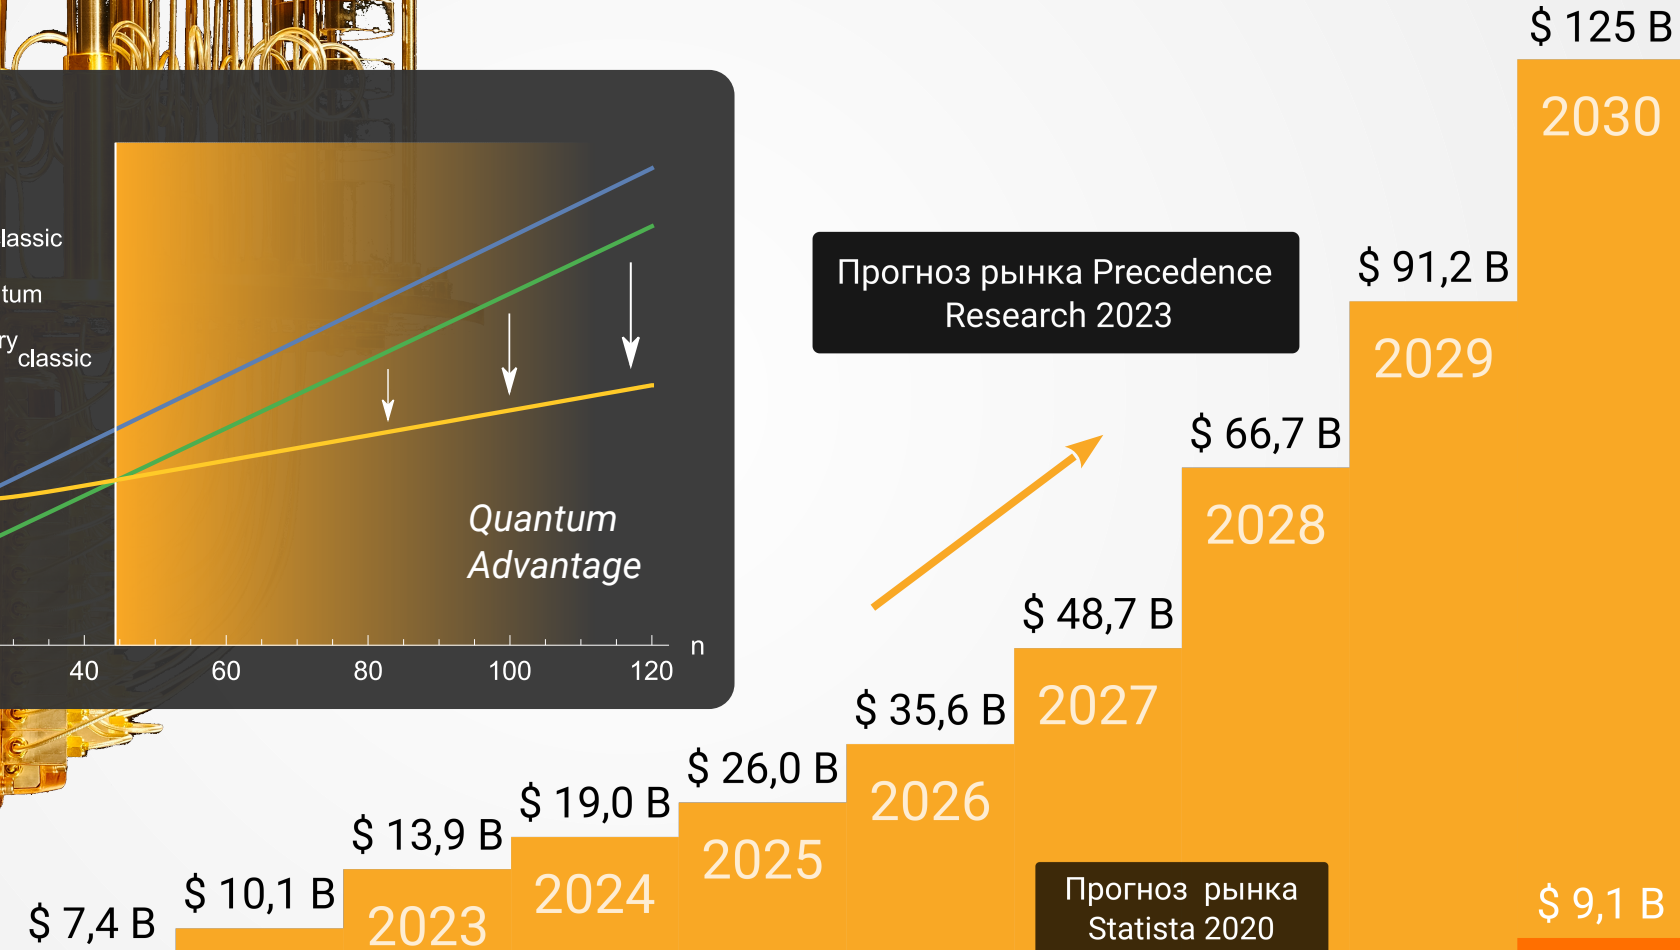 $ 125 B
2030
lassic
tum
ry
classic
Quantum
Advantage
40 60 80 100 120 n
Прогноз рынка Precedence
Research 2023
$ 91,2 B
2029
$ 66,7 B
2028
$ 48,7 B
2027
$ 35,6 B
2026
$ 26,0 B
2025
$ 19,0 B
2024
$ 13,9 B
2023
$ 10,1 B
$ 7,4 B
Прогноз рынка
Statista 2020
$ 9,1 B